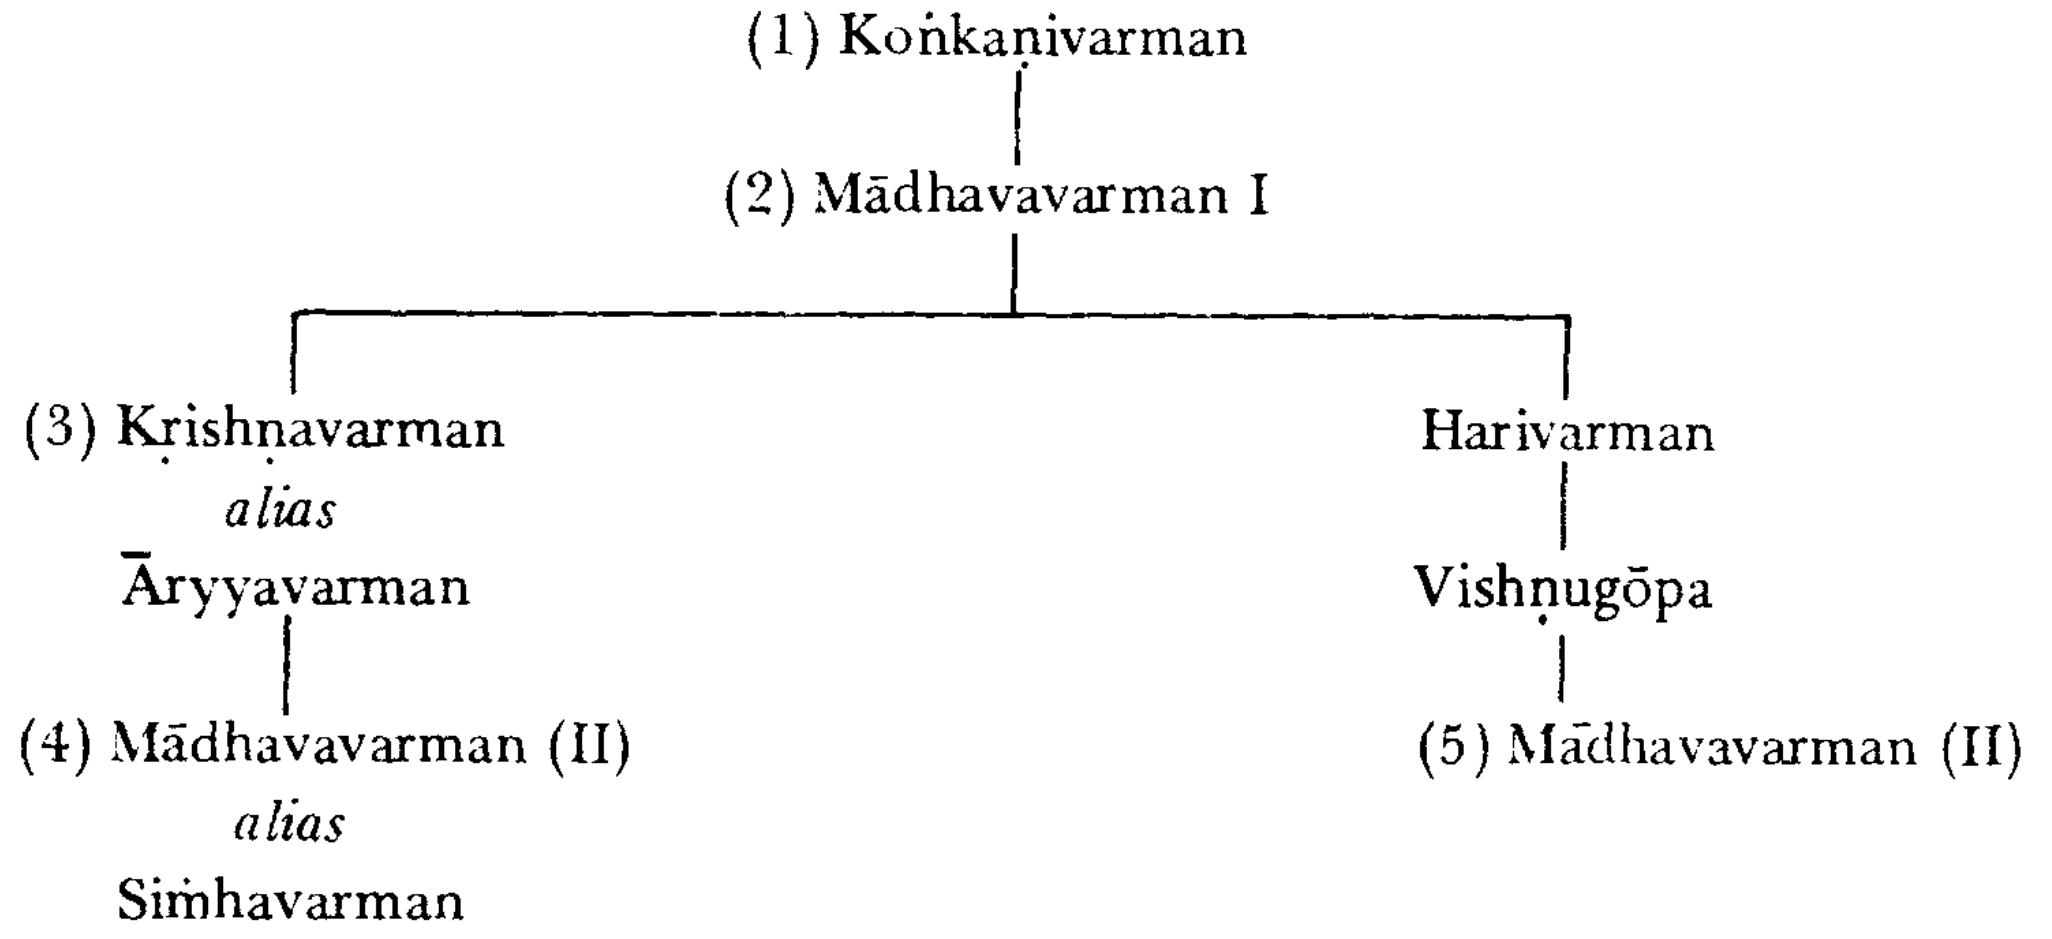 (1) Koṅkaṇivarman
(2) Mādhavavarman I
(3) Kṛishṇavarman
Harivarman
alias
Āryyavarman
Vishṇugōpa
(4) Mādhavavarman (II)
(5) Mādhavavarman (II)
alias
Siṁhavarman